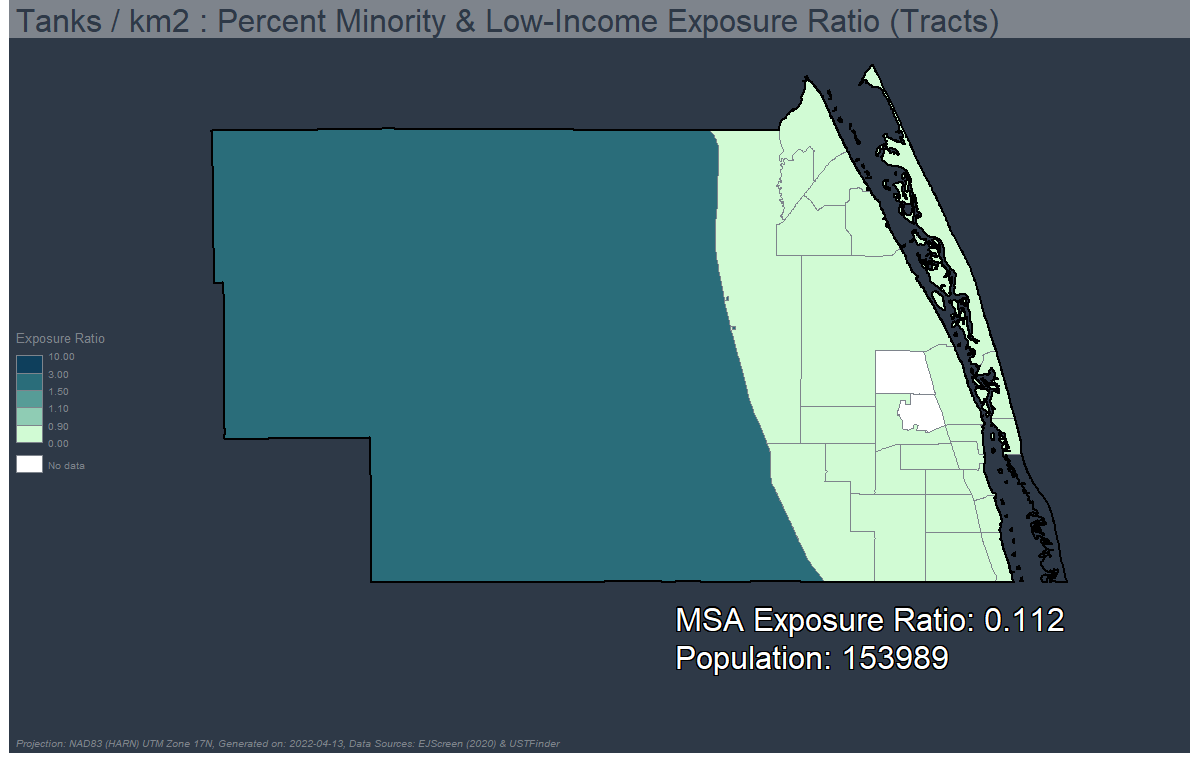 Tanks / km2 : Percent Minority & Low-Income Exposure Ratio (Tracts)
Exposure Ratio
10.00
3.00
1.50
1.10
0.90
0.00
No data
MSA Exposure Ratio: 0.112
Population: 153989
Projection: NAD83 (HARN) UTM Zone 17N, Generated on: 2022-04-13, Data Sources: EJScreen (2020) & USTFinder